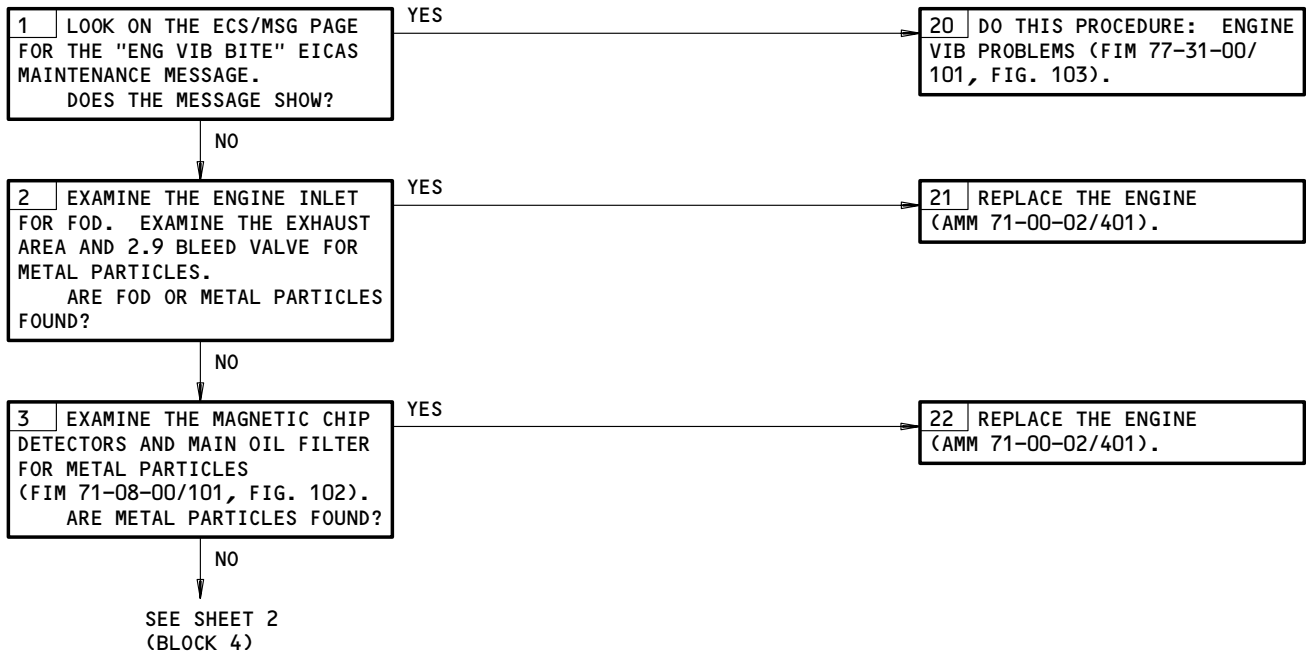 1 LOOK ON THE ECS/MSG PAGE
FOR THE "ENG VIB BITE" EICAS
MAINTENANCE MESSAGE.
DOES THE MESSAGE SHOW?
YES
20 DO THIS PROCEDURE: ENGINE
VIB PROBLEMS (FIM 77-31-00/
101, FIG. 103).
NO
2 EXAMINE THE ENGINE INLET
FOR FOD. EXAMINE THE EXHAUST
AREA AND 2.9 BLEED VALVE FOR
METAL PARTICLES.
ARE FOD OR METAL PARTICLES
FOUND?
YES
21 REPLACE THE ENGINE
(AMM 71-00-02/401).
NO
3 EXAMINE THE MAGNETIC CHIP
DETECTORS AND MAIN OIL FILTER
FOR METAL PARTICLES
(FIM 71-08-00/101, FIG. 102).
ARE METAL PARTICLES FOUND?
YES
22 REPLACE THE ENGINE
(AMM 71-00-02/401).
NO
SEE SHEET 2
(BLOCK 4)